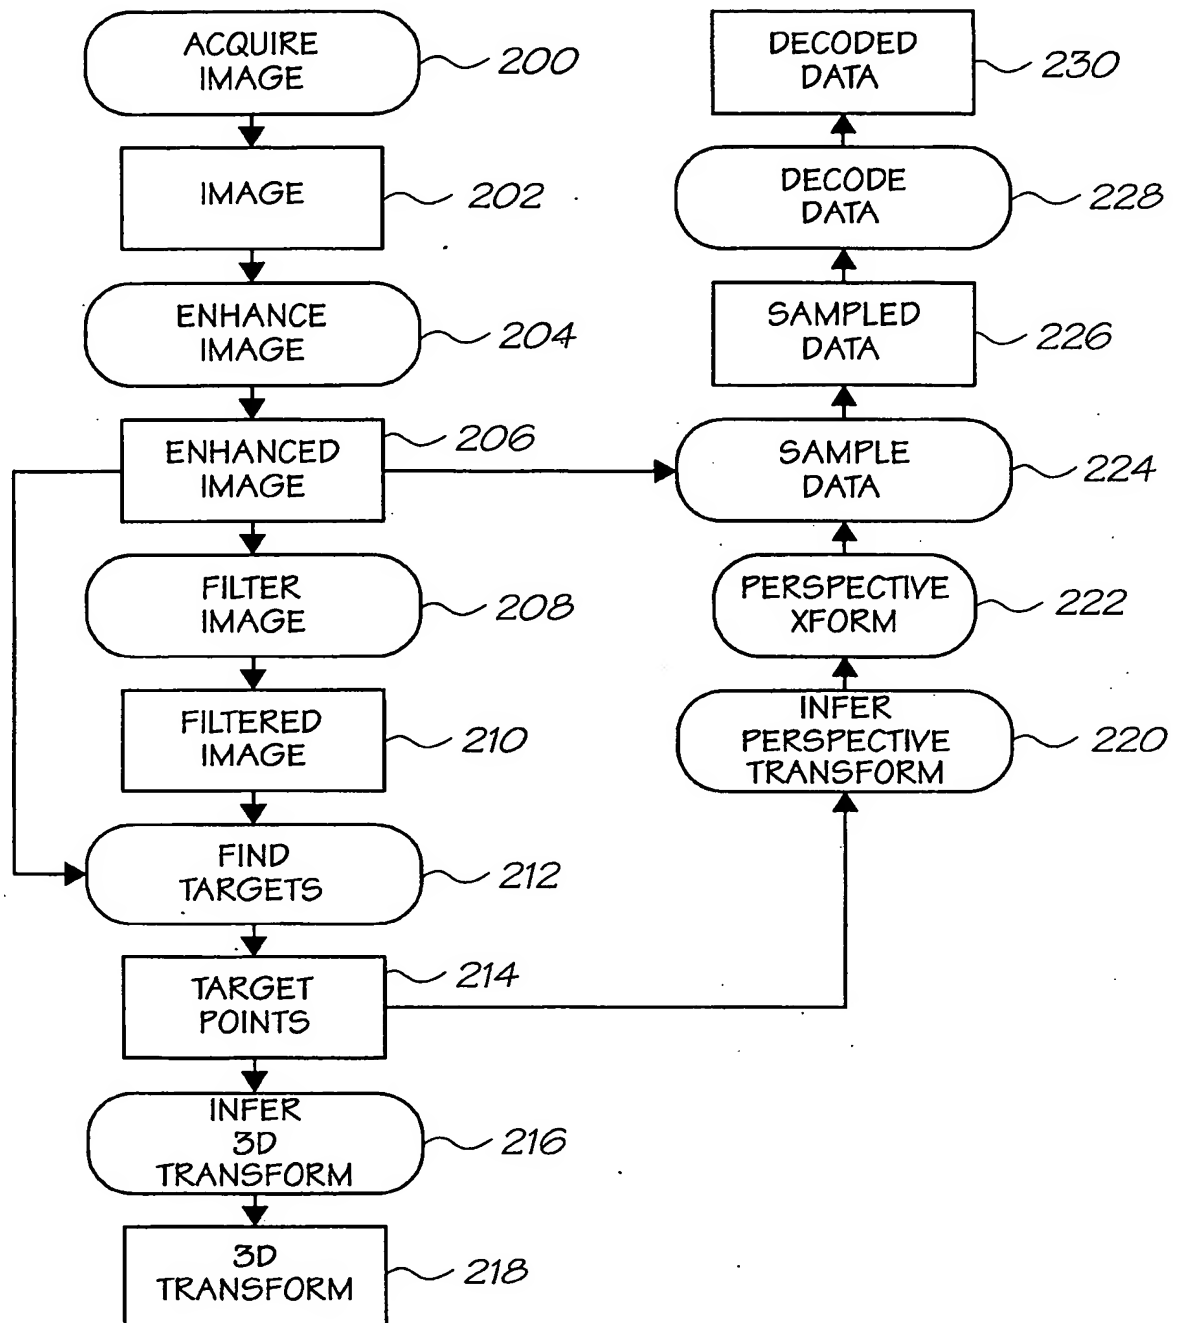 ACQUIRE
IMAGE
200
IMAGE
202
ENHANCE
IMAGE
204
ENHANCED
IMAGE
206
FILTER
IMAGE
208
FILTERED
IMAGE
210
FIND
TARGETS
212
TARGET
POINTS
214
INFER
3D
TRANSFORM
216
3D
TRANSFORM
218
DECODED
DATA
230
DECODE
DATA
228
SAMPLED
DATA
226
SAMPLE
DATA
224
PERSPECTIVE
XFORM
222
INFER
PERSPECTIVE
TRANSFORM
220